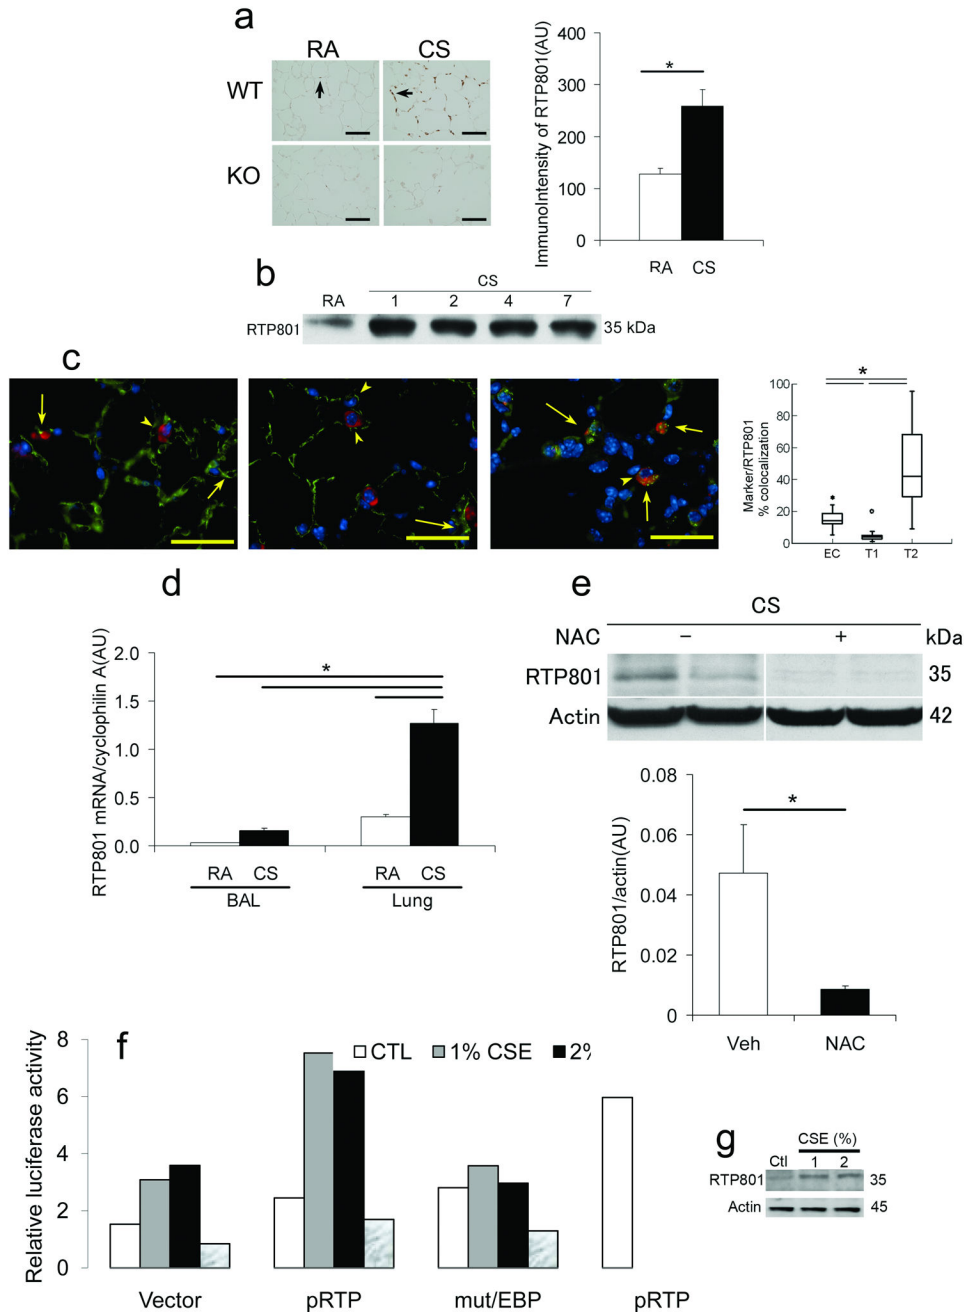 a
RA CS
WT
KO
ImmunoIntensity of RTP801(AU)
400
300
200
100
0
*
RA CS
b
CS
RA 1 2 4 7
RTP801 35 kDa
c
Marker/RTP801
% colocalization
100
80
60
40
20
0
*
EC T1 T2
d
RTP801 mRNA/cyclophilin A(AU)
2.0
1.5
1.0
0.5
0.0
*
RA CS RA CS
BAL Lung
e
CS
NAC − + kDa
RTP801 35
Actin 42
RTP801/actin(AU)
0.08
0.06
0.04
0.02
0
*
Veh NAC
f
Relative luciferase activity
8
6
4
2
0
CTL 1% CSE 2%
Vector pRTP mut/EBP pRTP
g
CSE (%)
Ctl 1 2
RTP801 35
Actin 45